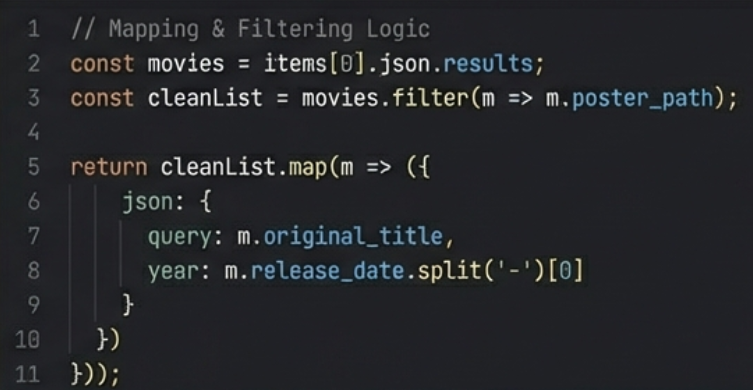 1 // Mapping & Filtering Logic
2 const movies = items[0].json.results;
3 const cleanList = movies.filter(m => m.poster_path);
4
5 return cleanList.map(m => ({
6 json: {
7 query: m.original_title,
8 year: m.release_date.split('-')[0]
9 }
10 })
11 }));